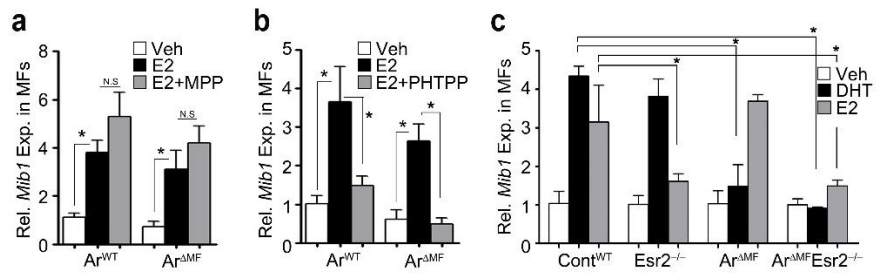 a
Veh
E2
E2+MPP
Rel. Mib1 Exp. in MFs
8
6
4
2
0
*
N.S
*
N.S
Ar^WT
Ar^ΔMF
b
Veh
E2
E2+PHTPP
Rel. Mib1 Exp. in MFs
5
4
3
2
1
0
*
*
*
*
Ar^WT
Ar^ΔMF
c
Veh
DHT
E2
Rel. Mib1 Exp. in MFs
5
4
3
2
1
0
*
*
*
*
Cont^WT
Esr2^−/−
Ar^ΔMF
Ar^ΔMFEsr2^−/−